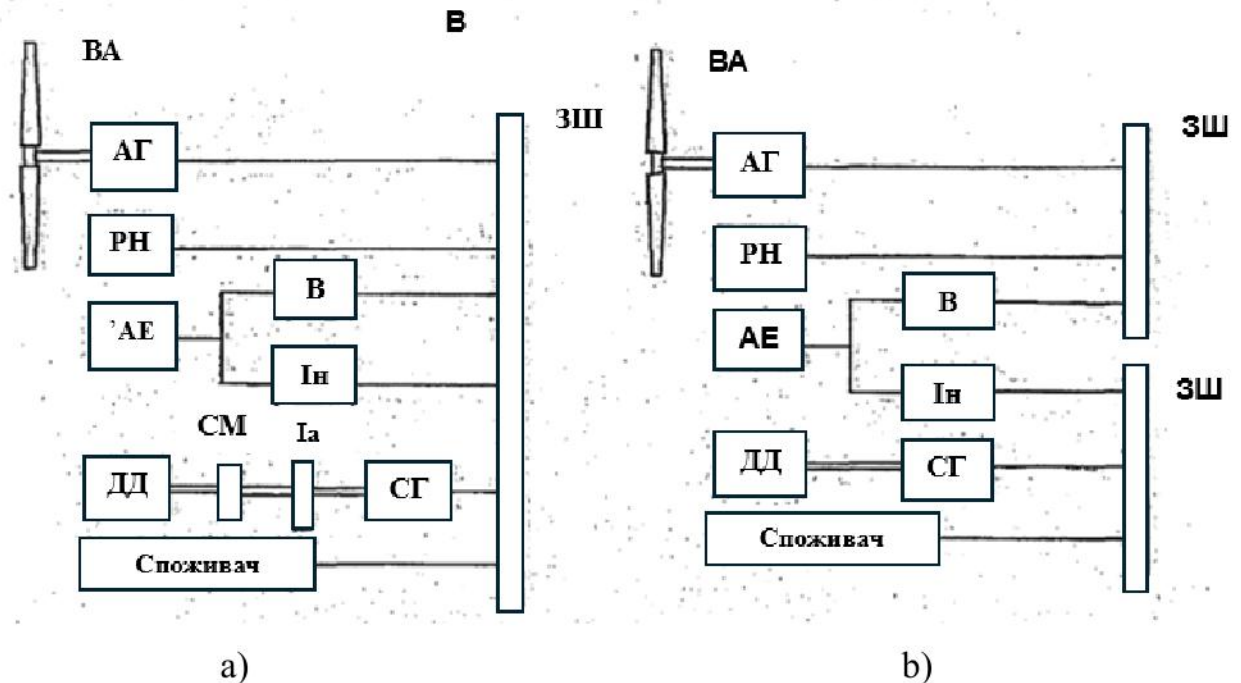 В
ВА
ЗШ
АГ
РН
В
'АЕ
Ін
СМ
Іа
ДД
СГ
Споживач
а)
ВА
ЗШ
АГ
РН
В
АЕ
Ін
ЗШ
ДД
СГ
Споживач
b)